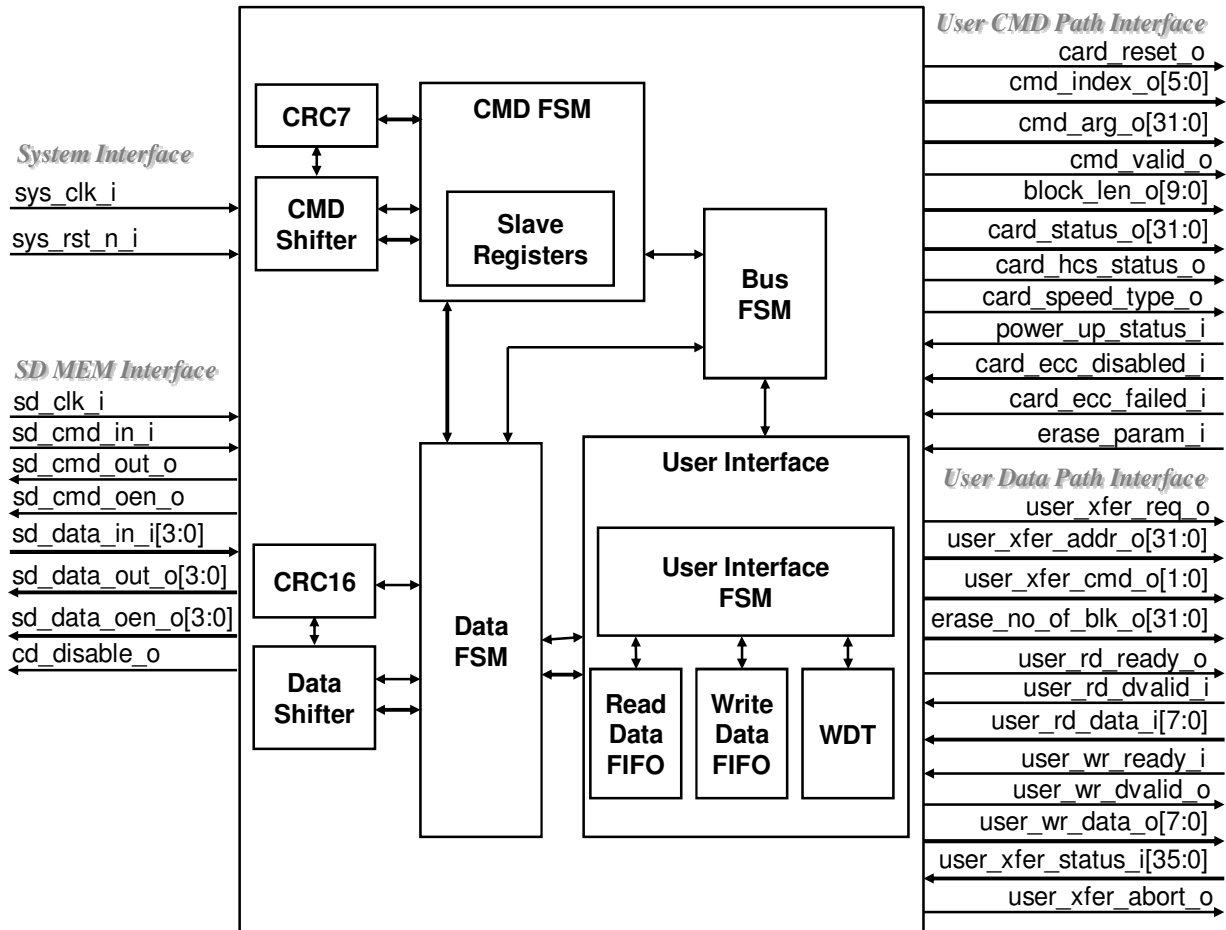 System Interface
sys_clk_i
sys_rst_n_i
SD MEM Interface
sd_clk_i
sd_cmd_in_i
sd_cmd_out_o
sd_cmd_oen_o
sd_data_in_i[3:0]
sd_data_out_o[3:0]
sd_data_oen_o[3:0]
cd_disable_o
CRC7
CMD
Shifter
CMD FSM
Slave
Registers
Bus
FSM
CRC16
Data
Shifter
Data
FSM
User Interface
User Interface
FSM
Read
Data
FIFO
Write
Data
FIFO
WDT
User CMD Path Interface
card_reset_o
cmd_index_o[5:0]
cmd_arg_o[31:0]
cmd_valid_o
block_len_o[9:0]
card_status_o[31:0]
card_hcs_status_o
card_speed_type_o
power_up_status_i
card_ecc_disabled_i
card_ecc_failed_i
erase_param_i
User Data Path Interface
user_xfer_req_o
user_xfer_addr_o[31:0]
user_xfer_cmd_o[1:0]
erase_no_of_blk_o[31:0]
user_rd_ready_o
user_rd_dvalid_i
user_rd_data_i[7:0]
user_wr_ready_i
user_wr_dvalid_o
user_wr_data_o[7:0]
user_xfer_status_i[35:0]
user_xfer_abort_o